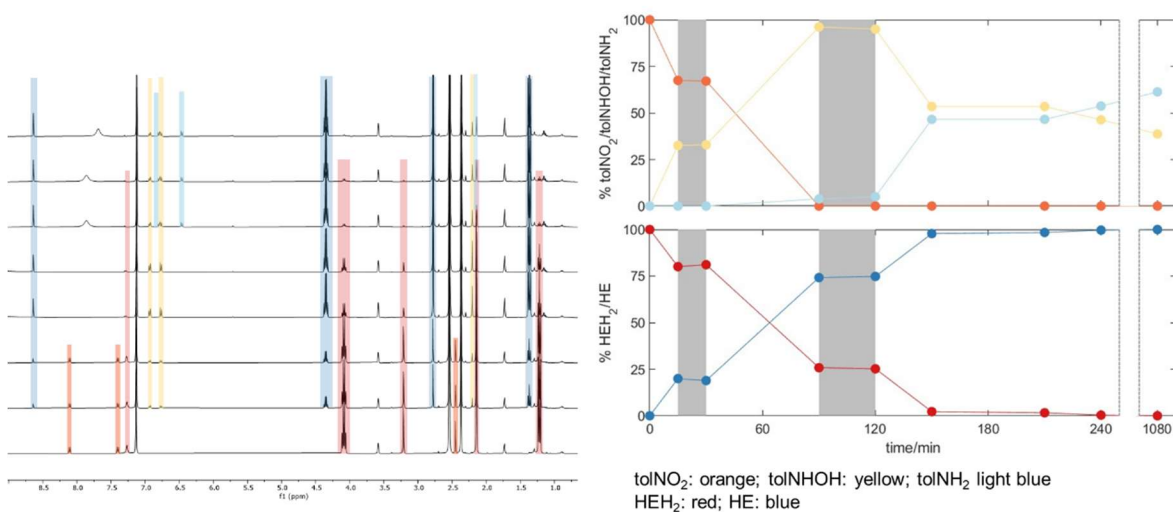 8.5 8.0 7.5 7.0 6.5 6.0 5.5 5.0 4.5 4.0 3.5 3.0 2.5 2.0 1.5 1.0
f1 (ppm)
% tolNO2/tolNHOH/tolNH2
100
75
50
25
0
% HEH2/HE
100
75
50
25
0
0 60 120 180 240 1080
time/min
tolNO2: orange; tolNHOH: yellow; tolNH2 light blue
HEH2: red; HE: blue